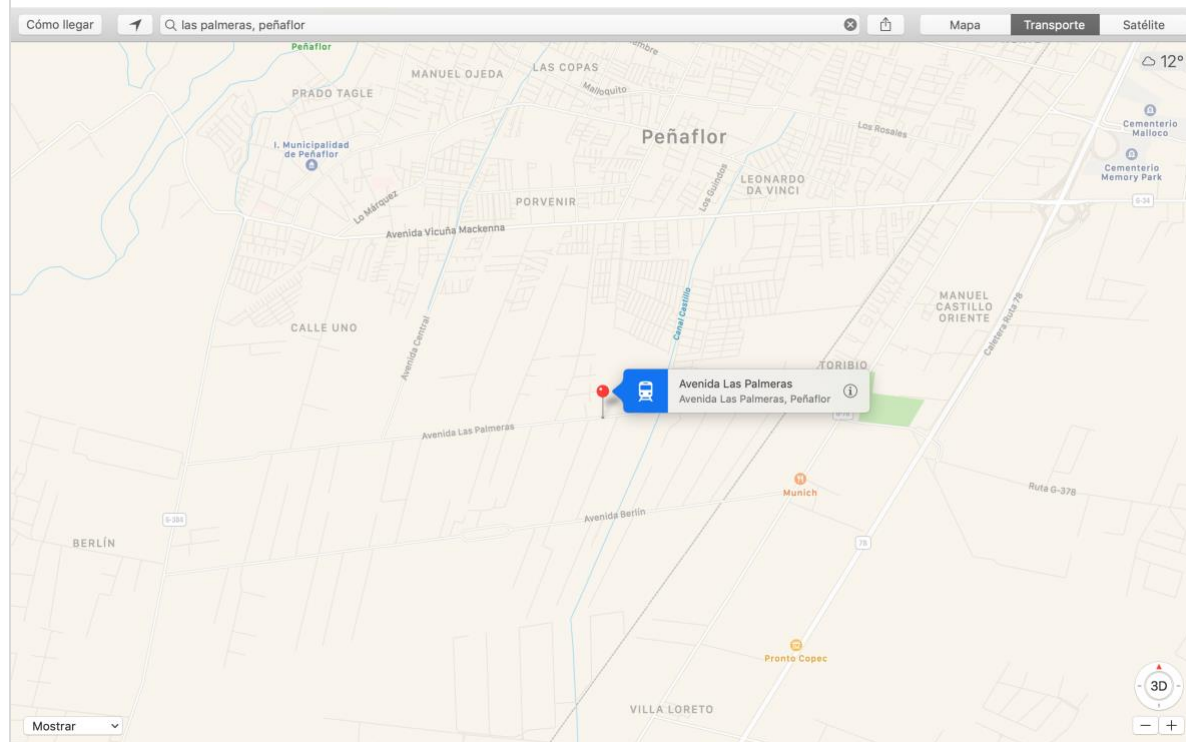 Cómo llegar
las palmeras, peñaflor
Mapa
Transporte
Satélite
Peñaflor
MANUEL OJEDA
LAS COPAS
12°
Malloquito
PRADO TAGLE
Cementerio
Malloco
Peñaflor
Los Rosales
I. Municipalidad
de Peñaflor
Cementerio
Memory Park
LEONARDO
DA VINCI
Los Guindos
Lo Márquez
PORVENIR
G-34
Avenida Vicuña Mackenna
MANUEL
CASTILLO
ORIENTE
Caletera Ruta 78
Canal Castillo
CALLE UNO
Avenida Central
TORIBIO
Avenida Las Palmeras
Avenida Las Palmeras, Peñaflor
Avenida Las Palmeras
Munich
Ruta G-378
Avenida Berlín
G-384
BERLÍN
78
Pronto Copec
VILLA LORETO
3D
Mostrar